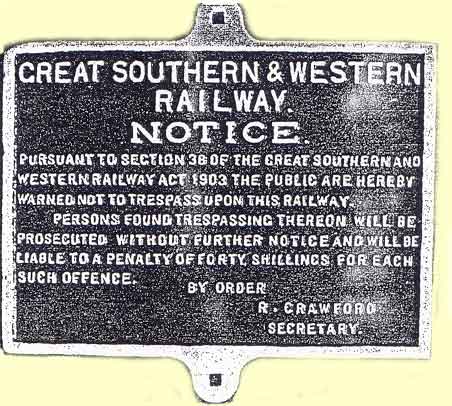 GREAT SOUTHERN & WESTERN
RAILWAY.
NOTICE.
PURSUANT TO SECTION 38 OF THE GREAT SOUTHERN AND
WESTERN RAILWAY ACT 1903 THE PUBLIC ARE HEREBY
WARNED NOT TO TRESPASS UPON THIS RAILWAY.
PERSONS FOUND TRESPASSING THEREON WILL BE
PROSECUTED WITHOUT FURTHER NOTICE AND WILL BE
LIABLE TO A PENALTY OF FORTY SHILLINGS FOR EACH
SUCH OFFENCE.
BY ORDER
R. CRAWFORD
SECRETARY.